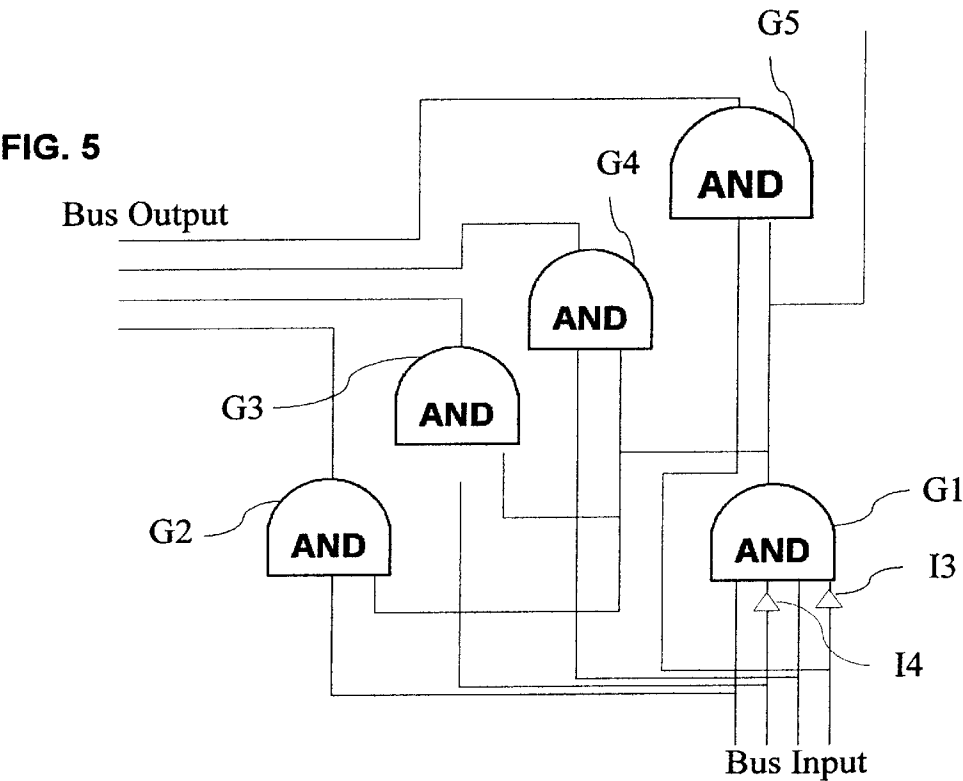 G5
FIG. 5
G4
AND
Bus Output
AND
G3
AND
G1
G2
AND
AND
I3
I4
Bus Input